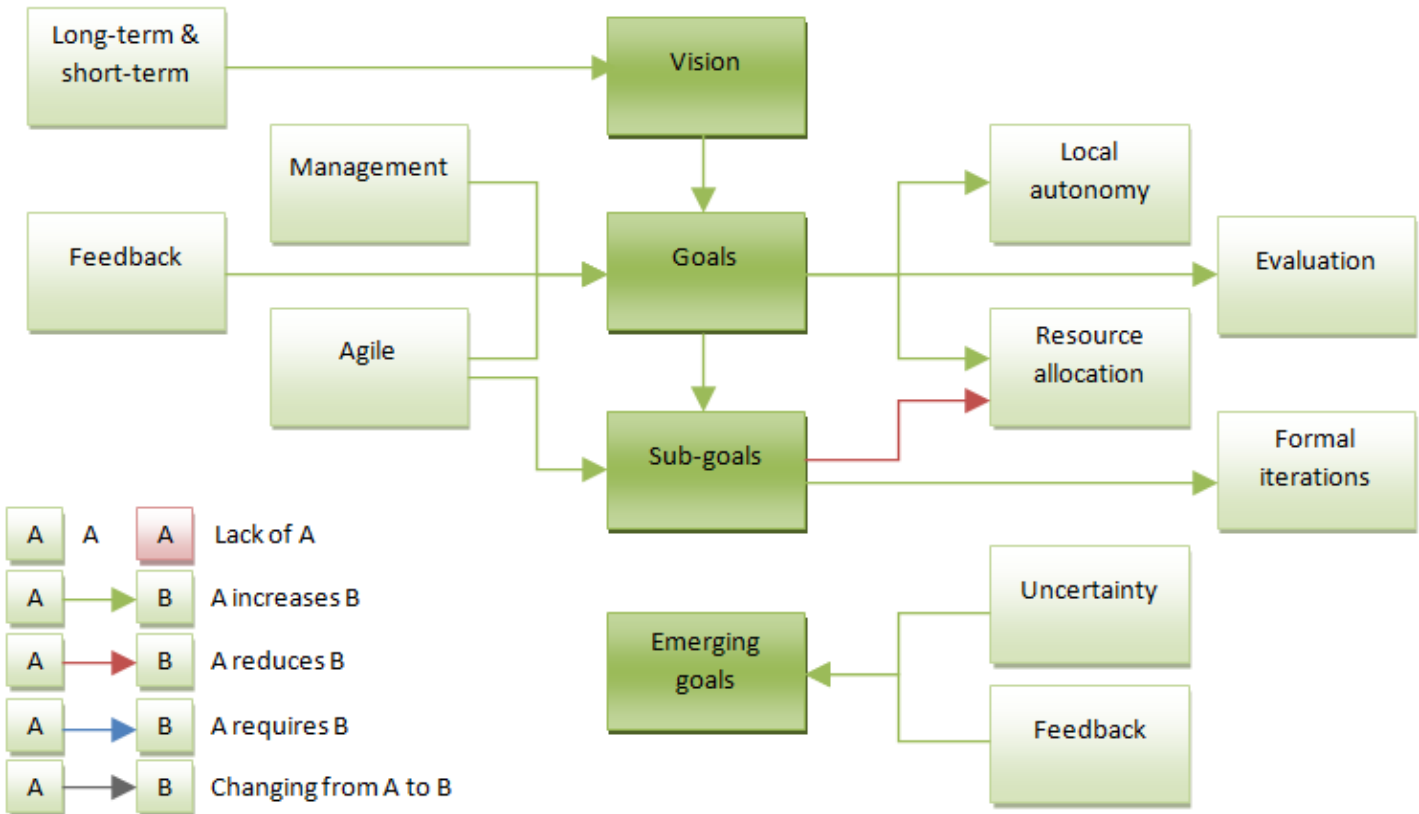 Long-term &
short-term
Vision
Management
Local
autonomy
Feedback
Goals
Evaluation
Agile
Resource
allocation
Sub-goals
Formal
iterations
A A A Lack of A
A B A increases B
A B A reduces B
A B A requires B
A B Changing from A to B
Uncertainty
Emerging
goals
Feedback